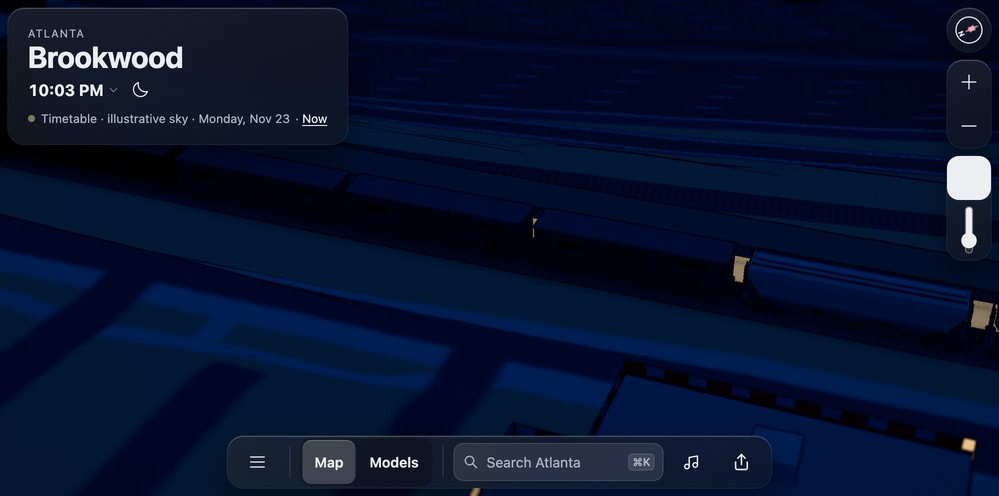 ATLANTA
Brookwood
10:03 PM
Timetable · illustrative sky · Monday, Nov 23 · Now
Map
Models
Search Atlanta
⌘K